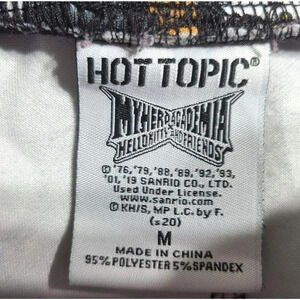 HOT TOPIC®
MY HERO ACADEMIA
HELLO KITTY AND FRIENDS
© '76, '79, '88, '89, '92, '93,
'01, '19 SANRIO CO., LTD.
Used Under License.
www.sanrio.com
© KH/S, MP L.C. by F.
(s20)
M
MADE IN CHINA
95% POLYESTER 5% SPANDEX